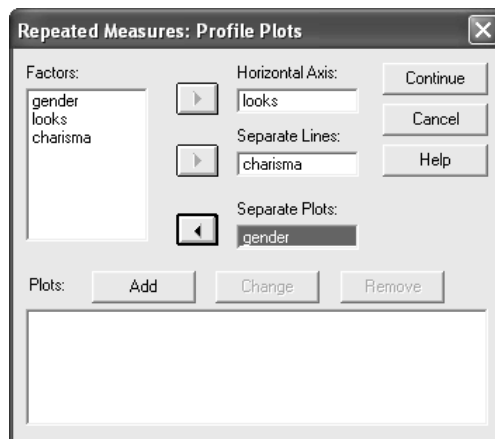 Repeated Measures: Profile Plots
Factors:
gender
looks
charisma
Horizontal Axis:
looks
Separate Lines:
charisma
Separate Plots:
gender
Continue
Cancel
Help
Plots:
Add
Change
Remove